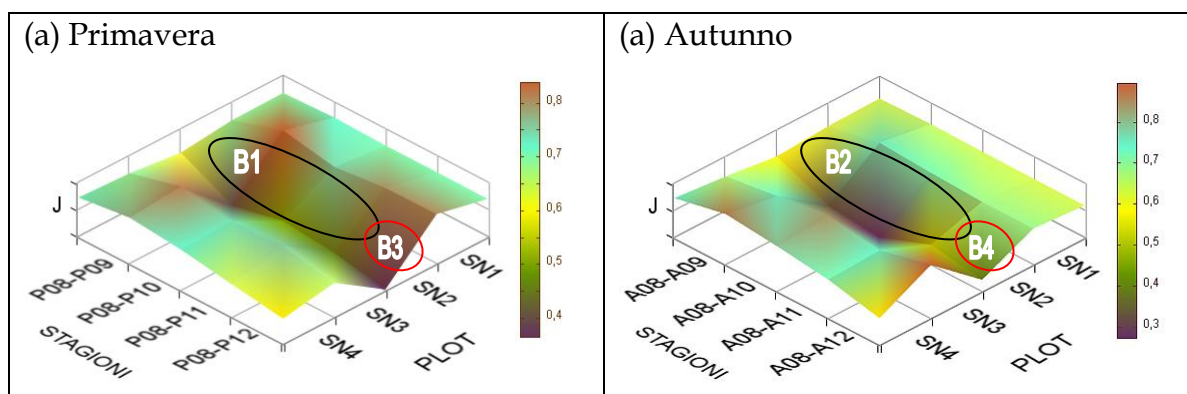 (a) Primavera
B1
B3
0,8
0,7
0,6
0,5
0,4
J
P08-P09
P08-P10
P08-P11
P08-P12
STAGIONI
SN4
SN3
SN2
SN1
PLOT
(a) Autunno
B2
B4
0,8
0,7
0,6
0,5
0,4
0,3
J
A08-A09
A08-A10
A08-A11
A08-A12
STAGIONI
SN4
SN3
SN2
SN1
PLOT